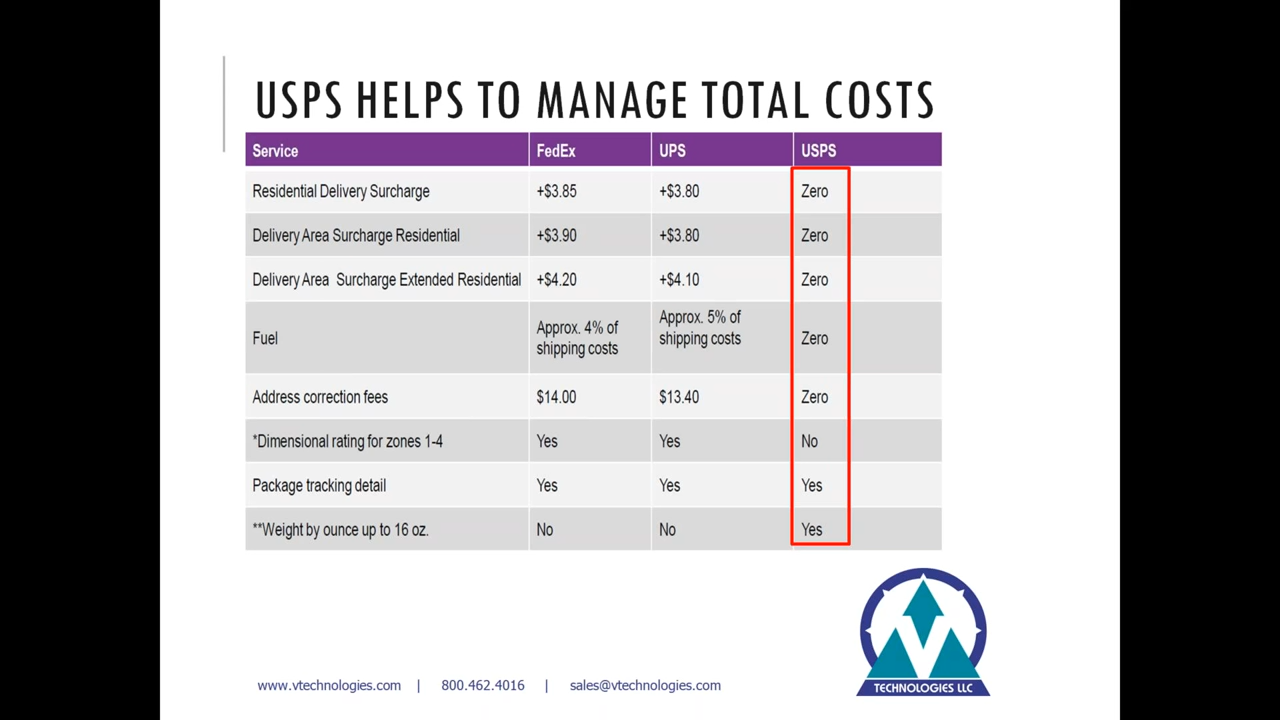 USPS HELPS TO MANAGE TOTAL COSTS
Service FedEx UPS USPS
Residential Delivery Surcharge +$3.85 +$3.80 Zero
Delivery Area Surcharge Residential +$3.90 +$3.80 Zero
Delivery Area Surcharge Extended Residential +$4.20 +$4.10 Zero
Fuel Approx. 4% of shipping costs Approx. 5% of shipping costs Zero
Address correction fees $14.00 $13.40 Zero
*Dimensional rating for zones 1-4 Yes Yes No
Package tracking detail Yes Yes Yes
**Weight by ounce up to 16 oz. No No Yes
V
TECHNOLOGIES LLC
www.vtechnologies.com | 800.462.4016 | sales@vtechnologies.com